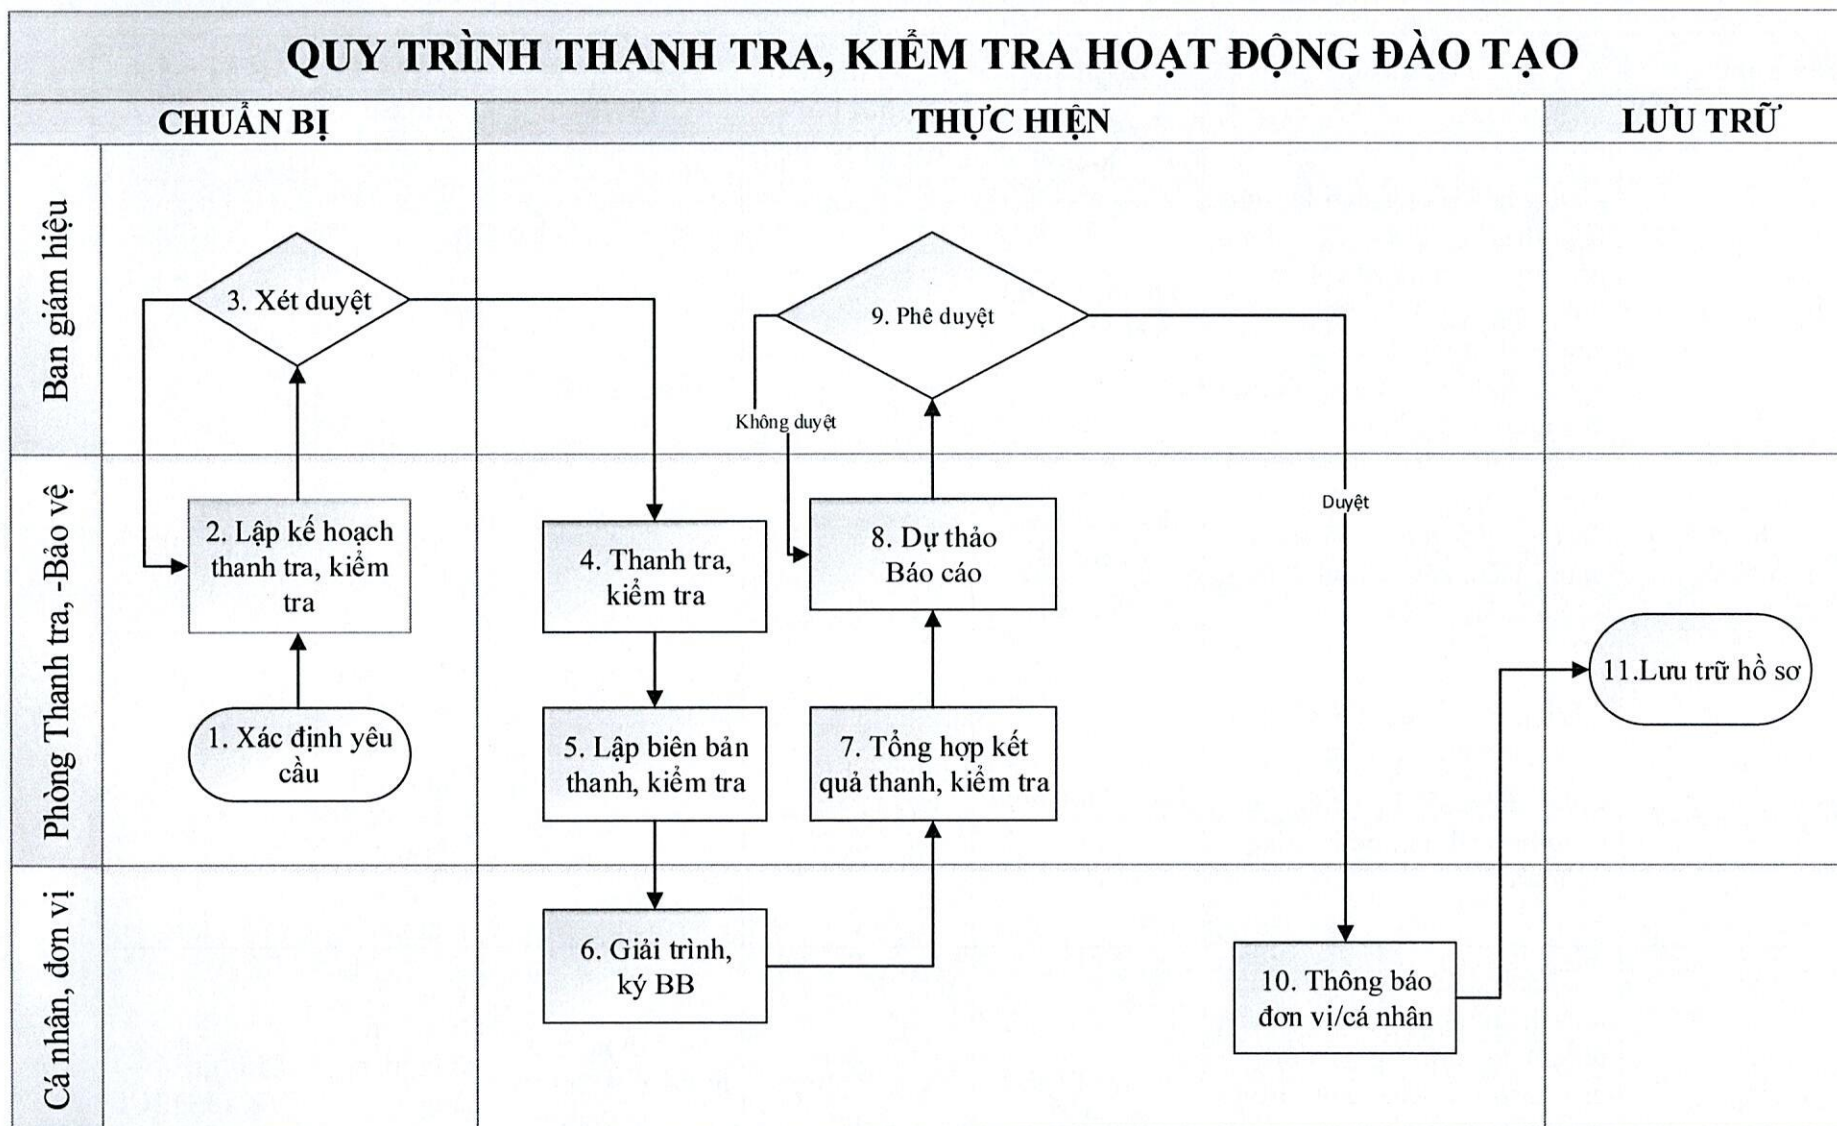 QUY TRÌNH THANH TRA, KIỂM TRA HOẠT ĐỘNG ĐÀO TẠO
CHUẨN BỊ
THỰC HIỆN
LƯU TRỮ
Ban giám hiệu
3. Xét duyệt
9. Phê duyệt
Không duyệt
Phòng Thanh tra, -Bảo vệ
2. Lập kế hoạch
thanh tra, kiểm
tra
4. Thanh tra,
kiểm tra
8. Dự thảo
Báo cáo
Duyệt
1. Xác định yêu
cầu
5. Lập biên bản
thanh, kiểm tra
7. Tổng hợp kết
quả thanh, kiểm tra
11.Lưu trữ hồ sơ
Cá nhân, đơn vị
6. Giải trình,
ký BB
10. Thông báo
đơn vị/cá nhân